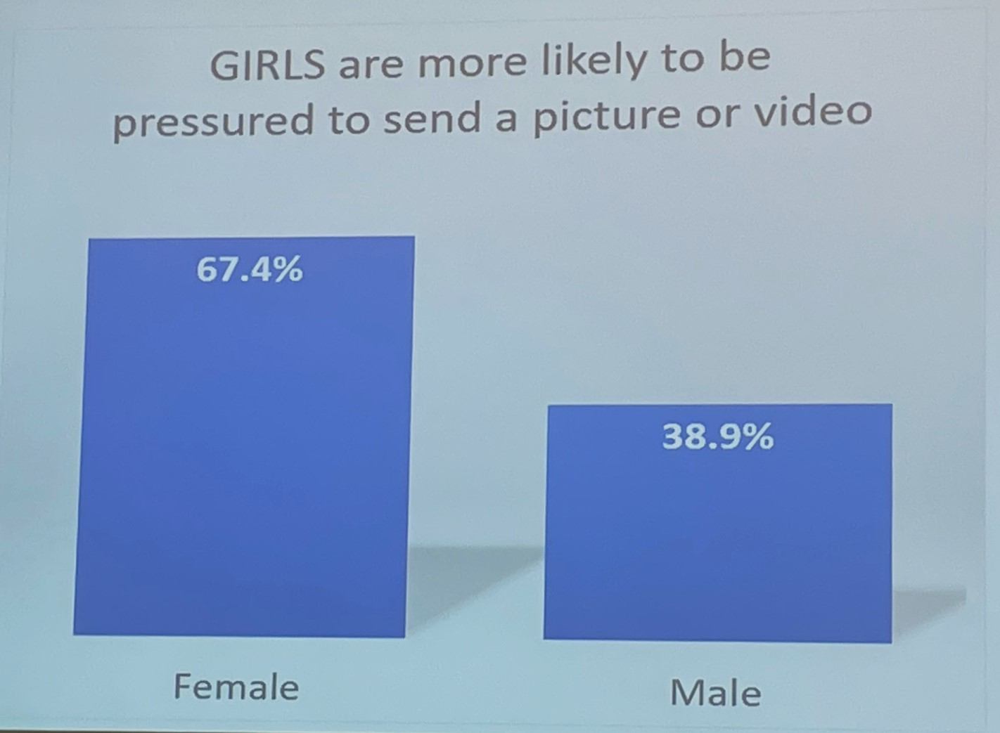 GIRLS are more likely to be
pressured to send a picture or video
67.4%
38.9%
Female
Male